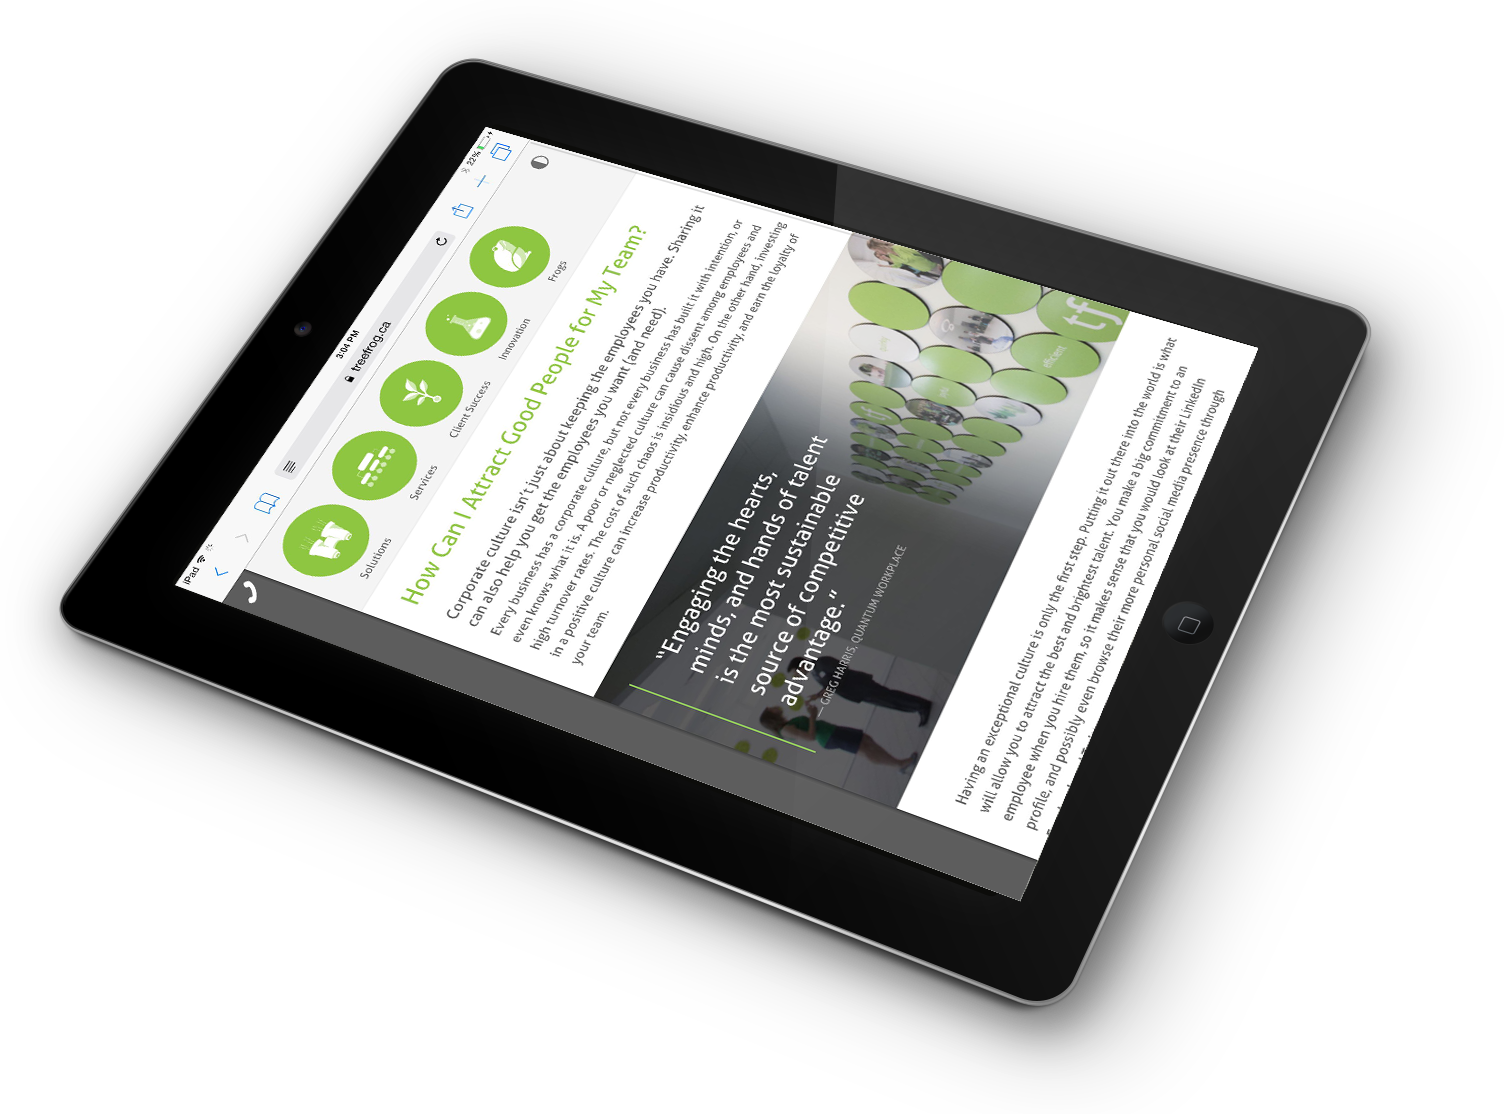 iPad
3:04 PM
22%
treefrog.ca
Solutions
Services
Client Success
Innovation
Frogs
How Can I Attract Good People for My Team?
Corporate culture isn't just about keeping the employees you have. Sharing it
can also help you get the employees you want (and need).
Every business has a corporate culture, but not every business has built it with intention, or
even knows what it is. A poor or neglected culture can cause dissent among employees and
high turnover rates. The cost of such chaos is insidious and high. On the other hand, investing
in a positive culture can increase productivity, enhance productivity, and earn the loyalty of
your team.
“Engaging the hearts,
minds, and hands of talent
is the most sustainable
source of competitive
advantage.”
— GREG HARRIS, QUANTUM WORKPLACE
tf
efficient
Having an exceptional culture is only the first step. Putting it out there into the world is what
will allow you to attract the best and brightest talent. You make a big commitment to an
employee when you hire them, so it makes sense that you would look at their LinkedIn
profile, and possibly even browse their more personal social media presence through